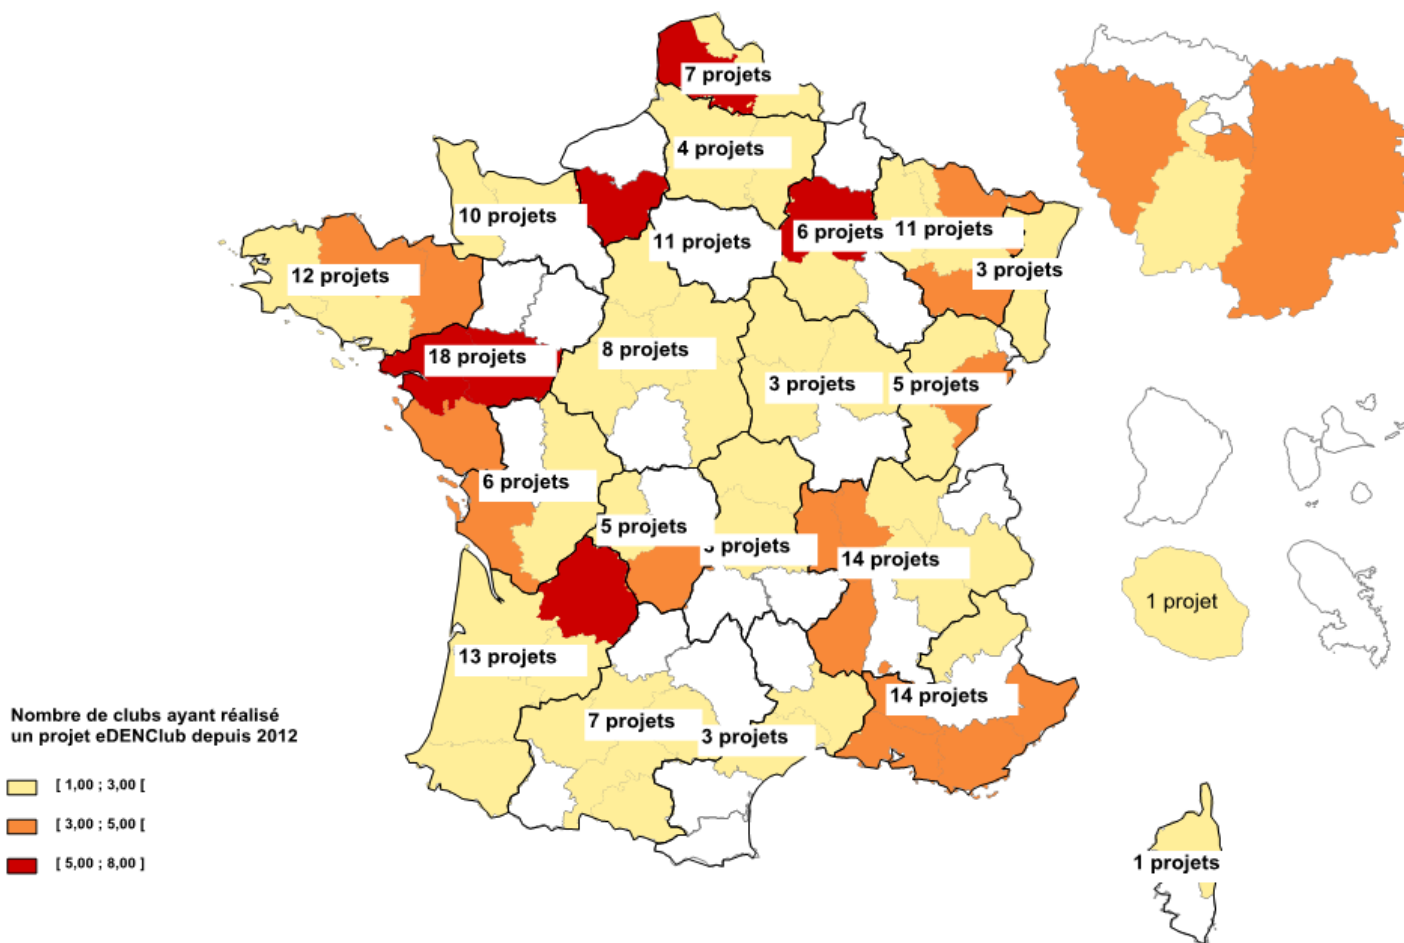 7 projets
4 projets
10 projets
11 projets
6 projets
11 projets
3 projets
12 projets
18 projets
8 projets
3 projets
5 projets
6 projets
5 projets
projets
14 projets
1 projet
13 projets
14 projets
7 projets
3 projets
Nombre de clubs ayant réalisé
un projet eDENClub depuis 2012
[ 1,00 ; 3,00 [
[ 3,00 ; 5,00 [
[ 5,00 ; 8,00 ]
1 projets